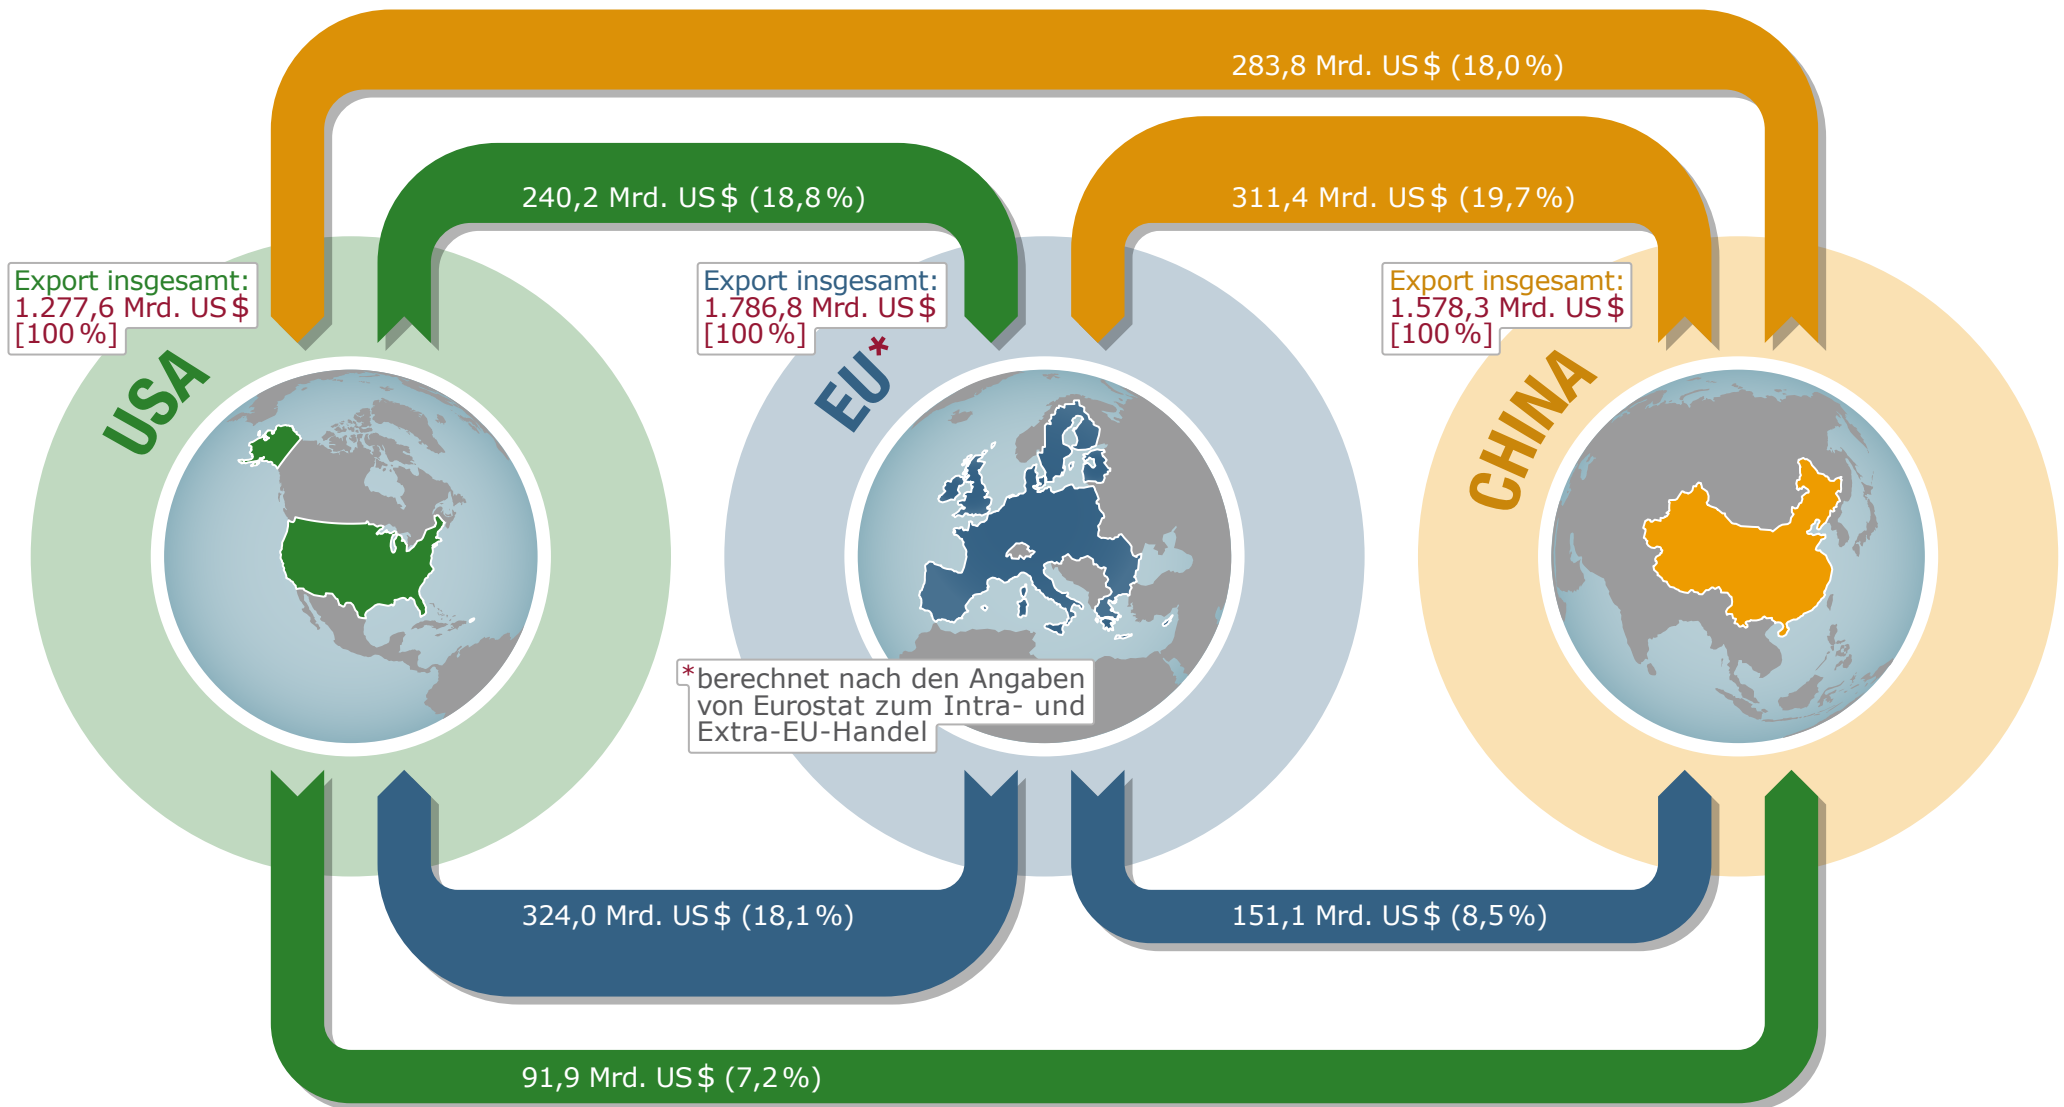 283,8 Mrd. US$ (18,0%)
240,2 Mrd. US$ (18,8%)
311,4 Mrd. US$ (19,7%)
Export insgesamt:
1.277,6 Mrd. US$
[100%]
USA
Export insgesamt:
1.786,8 Mrd. US$
[100%]
EU*
Export insgesamt:
1.578,3 Mrd. US$
[100%]
CHINA
*berechnet nach den Angaben
von Eurostat zum Intra- und
Extra-EU-Handel
324,0 Mrd. US$ (18,1%)
151,1 Mrd. US$ (8,5%)
91,9 Mrd. US$ (7,2%)